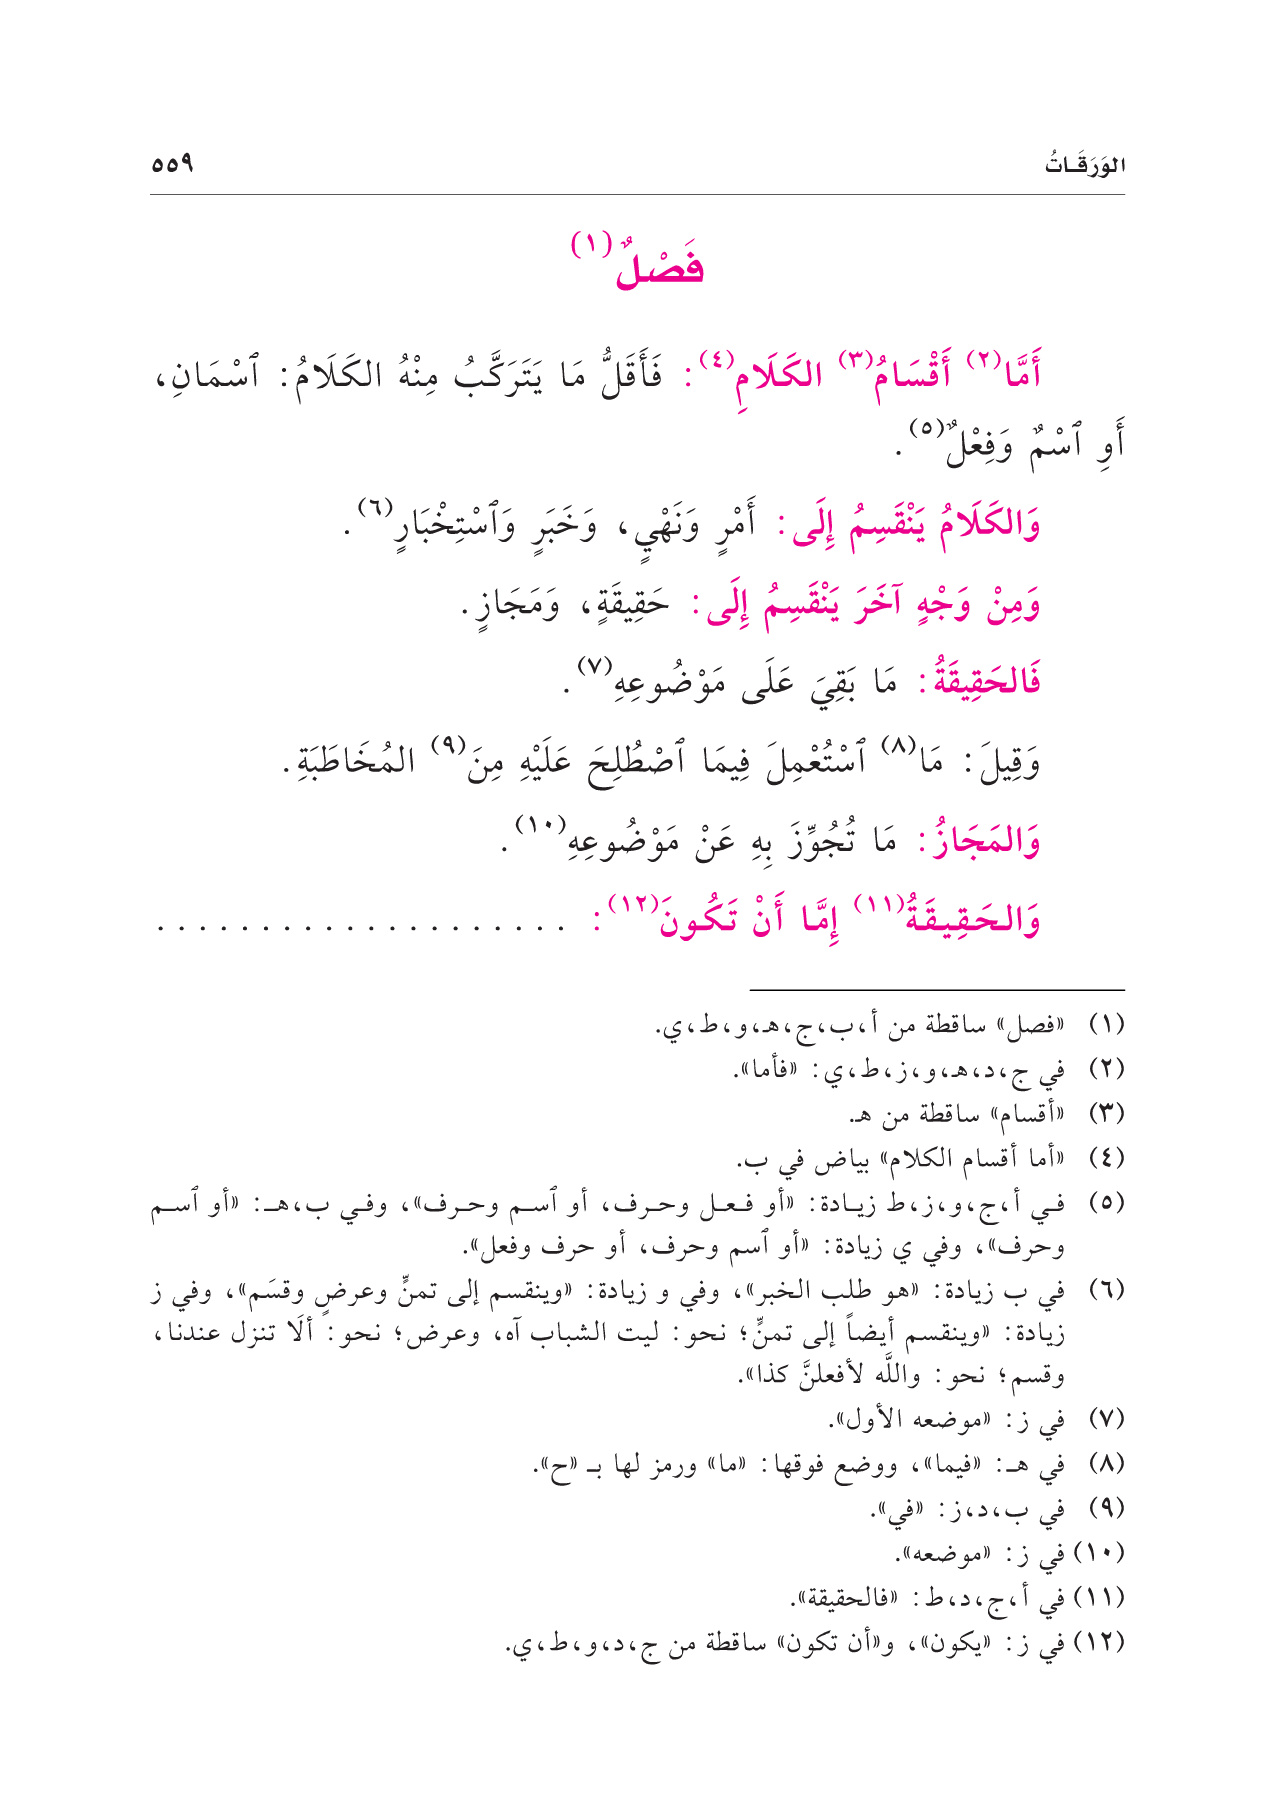 الوَرَقَاتُ ٥٥٩
فَصْلٌ(١)
أَمَّا(٢) أَقْسَامُ(٣) الكَلَامِ(٤): فَأَقَلُّ مَا يَتَرَكَّبُ مِنْهُ الكَلَامُ: ٱسْمَانِ،
أَوِ ٱسْمٌ وَفِعْلٌ(٥).
وَالكَلَامُ يَنْقَسِمُ إِلَى: أَمْرٍ وَنَهْيٍ، وَخَبَرٍ وَٱسْتِخْبَارٍ(٦).
وَمِنْ وَجْهٍ آخَرَ يَنْقَسِمُ إِلَى: حَقِيقَةٍ، وَمَجَازٍ.
فَالحَقِيقَةُ: مَا بَقِيَ عَلَى مَوْضُوعِهِ(٧).
وَقِيلَ: مَا(٨) ٱسْتُعْمِلَ فِيمَا ٱصْطُلِحَ عَلَيْهِ مِنَ(٩) المُخَاطَبَةِ.
وَالمَجَازُ: مَا تُجُوِّزَ بِهِ عَنْ مَوْضُوعِهِ(١٠).
وَالحَقِيقَةُ(١١) إِمَّا أَنْ تَكُونَ(١٢): . . . . . . . . . . . . . . . . . . . .
(١) «فصل» ساقطة من أ،ب،ج،هـ،و،ط،ي.
(٢) في ج،د،هـ،و،ز،ط،ي: «فأما».
(٣) «أقسام» ساقطة من هـ.
(٤) «أما أقسام الكلام» بياض في ب.
(٥) في أ،ج،و،ز،ط زيادة: «أو فعل وحرف، أو ٱسم وحرف»، وفي ب،هـ: «أو ٱسم
وحرف»، وفي ي زيادة: «أو ٱسم وحرف، أو حرف وفعل».
(٦) في ب زيادة: «هو طلب الخبر»، وفي و زيادة: «وينقسم إلى تمنٍّ وعرضٍ وقسَم»، وفي ز
زيادة: «وينقسم أيضاً إلى تمنٍّ؛ نحو: ليت الشباب آه، وعرض؛ نحو: ألَا تنزل عندنا،
وقسم؛ نحو: واللَّه لأفعلنَّ كذا».
(٧) في ز: «موضعه الأول».
(٨) في هـ: «فيما»، ووضع فوقها: «ما» ورمز لها بـ «ح».
(٩) في ب،د،ز: «في».
(١٠) في ز: «موضعه».
(١١) في أ،ج،د،ط: «فالحقيقة».
(١٢) في ز: «يكون»، و«أن تكون» ساقطة من ج،د،و،ط،ي.